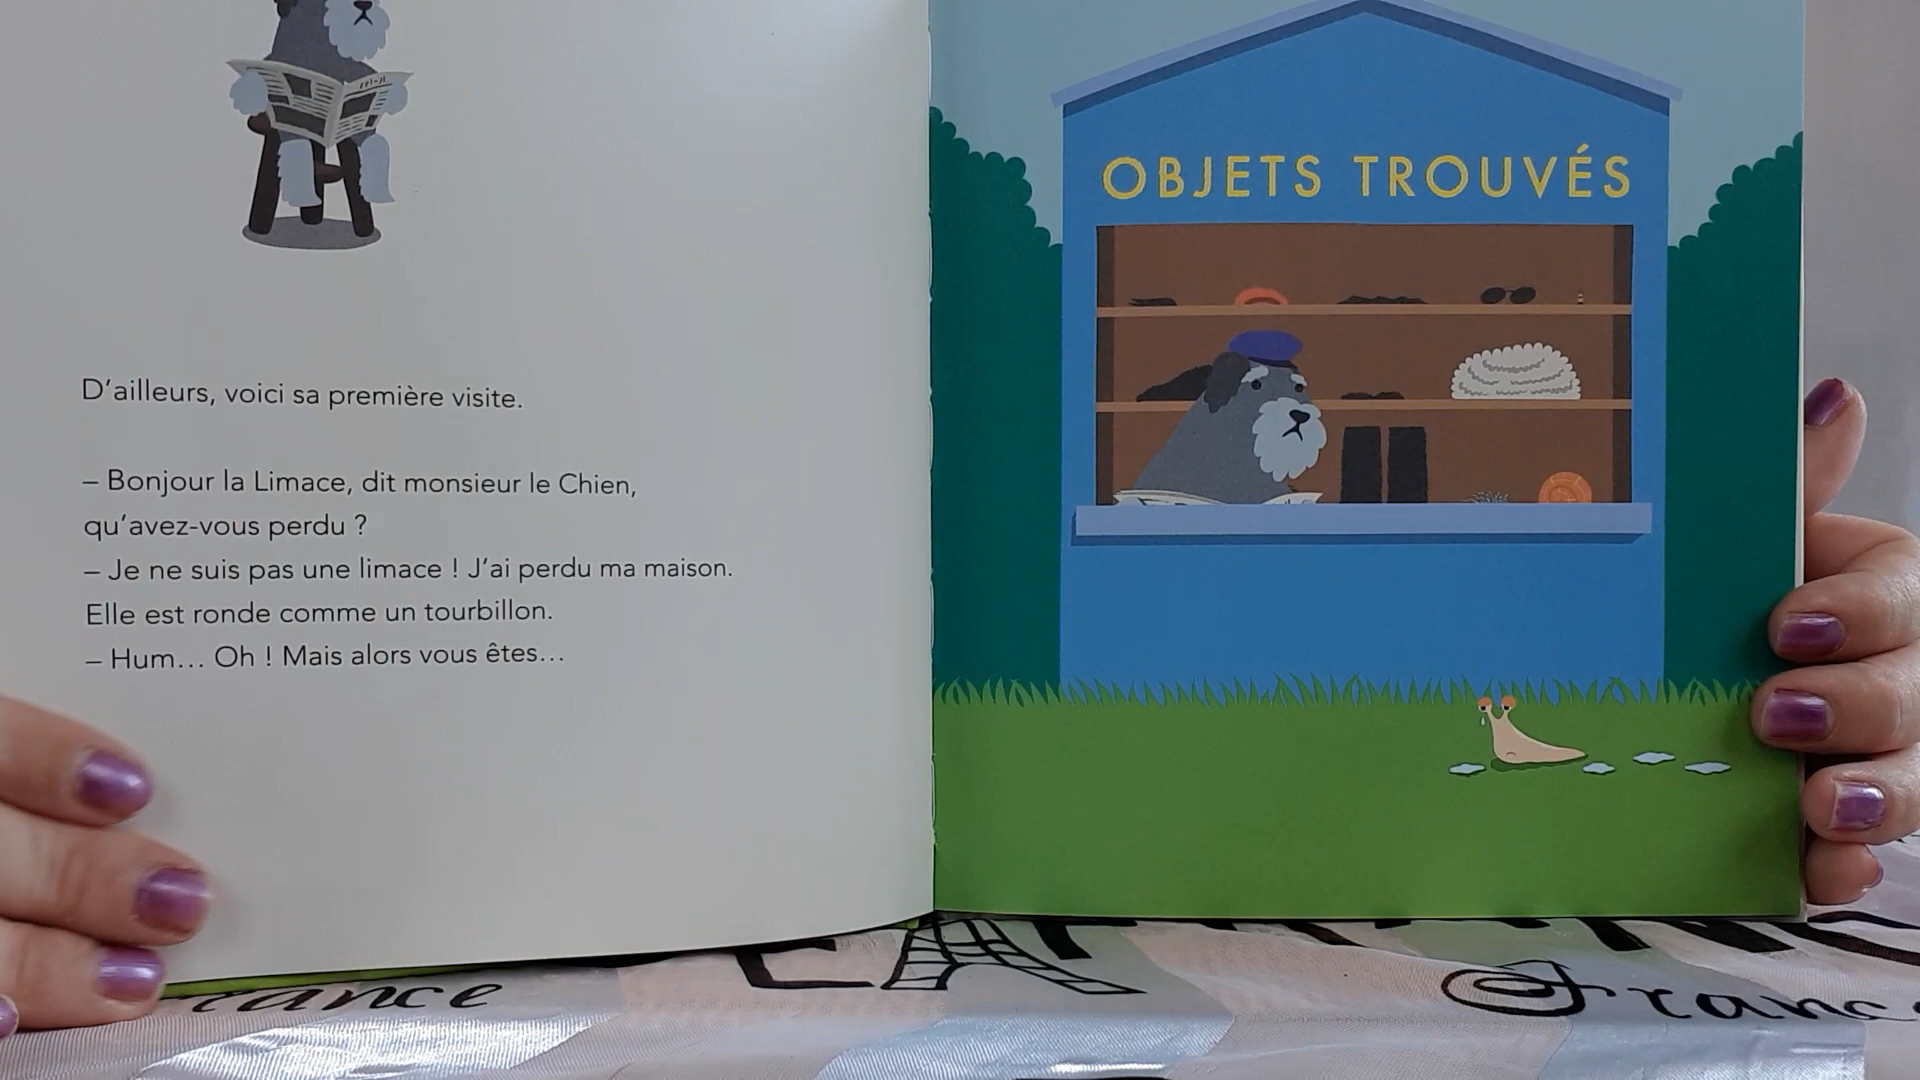 D'ailleurs, voici sa première visite.
– Bonjour la Limace, dit monsieur le Chien,
qu'avez-vous perdu ?
– Je ne suis pas une limace ! J'ai perdu ma maison.
Elle est ronde comme un tourbillon.
– Hum… Oh ! Mais alors vous êtes…
OBJETS TROUVÉS
France
France